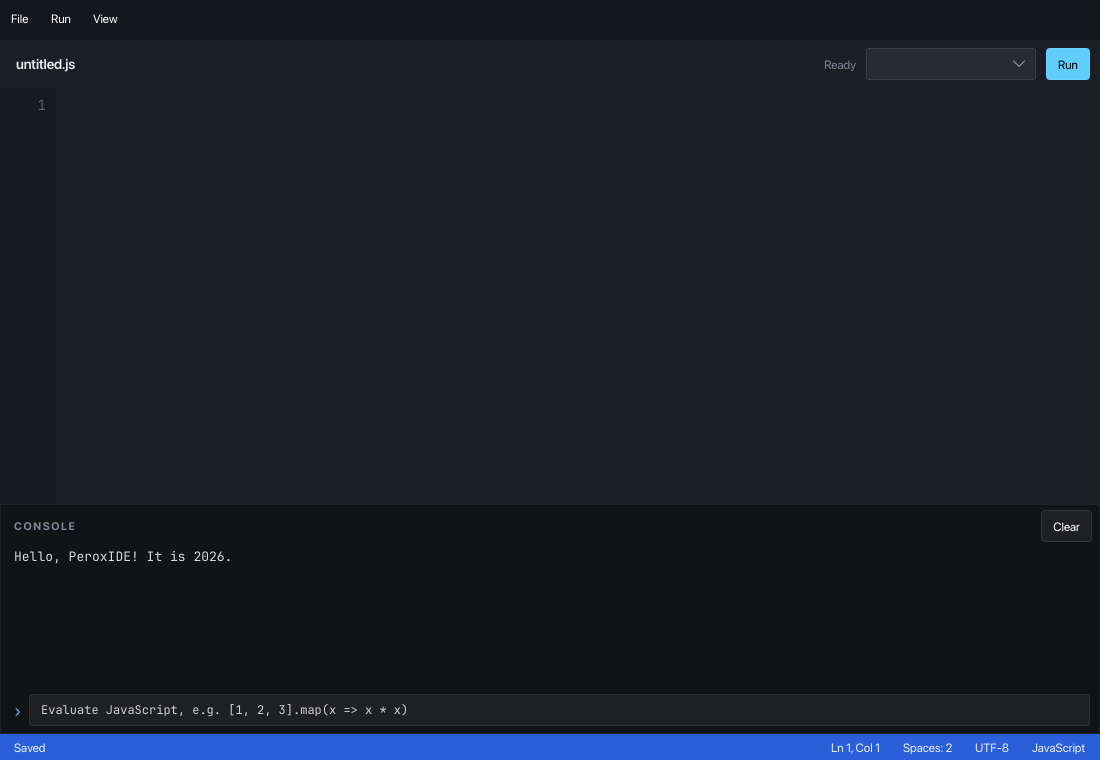 File Run View
untitled.js Ready Run
1
CONSOLE Clear
Hello, PeroxIDE! It is 2026.
› Evaluate JavaScript, e.g. [1, 2, 3].map(x => x * x)
Saved Ln 1, Col 1 Spaces: 2 UTF-8 JavaScript